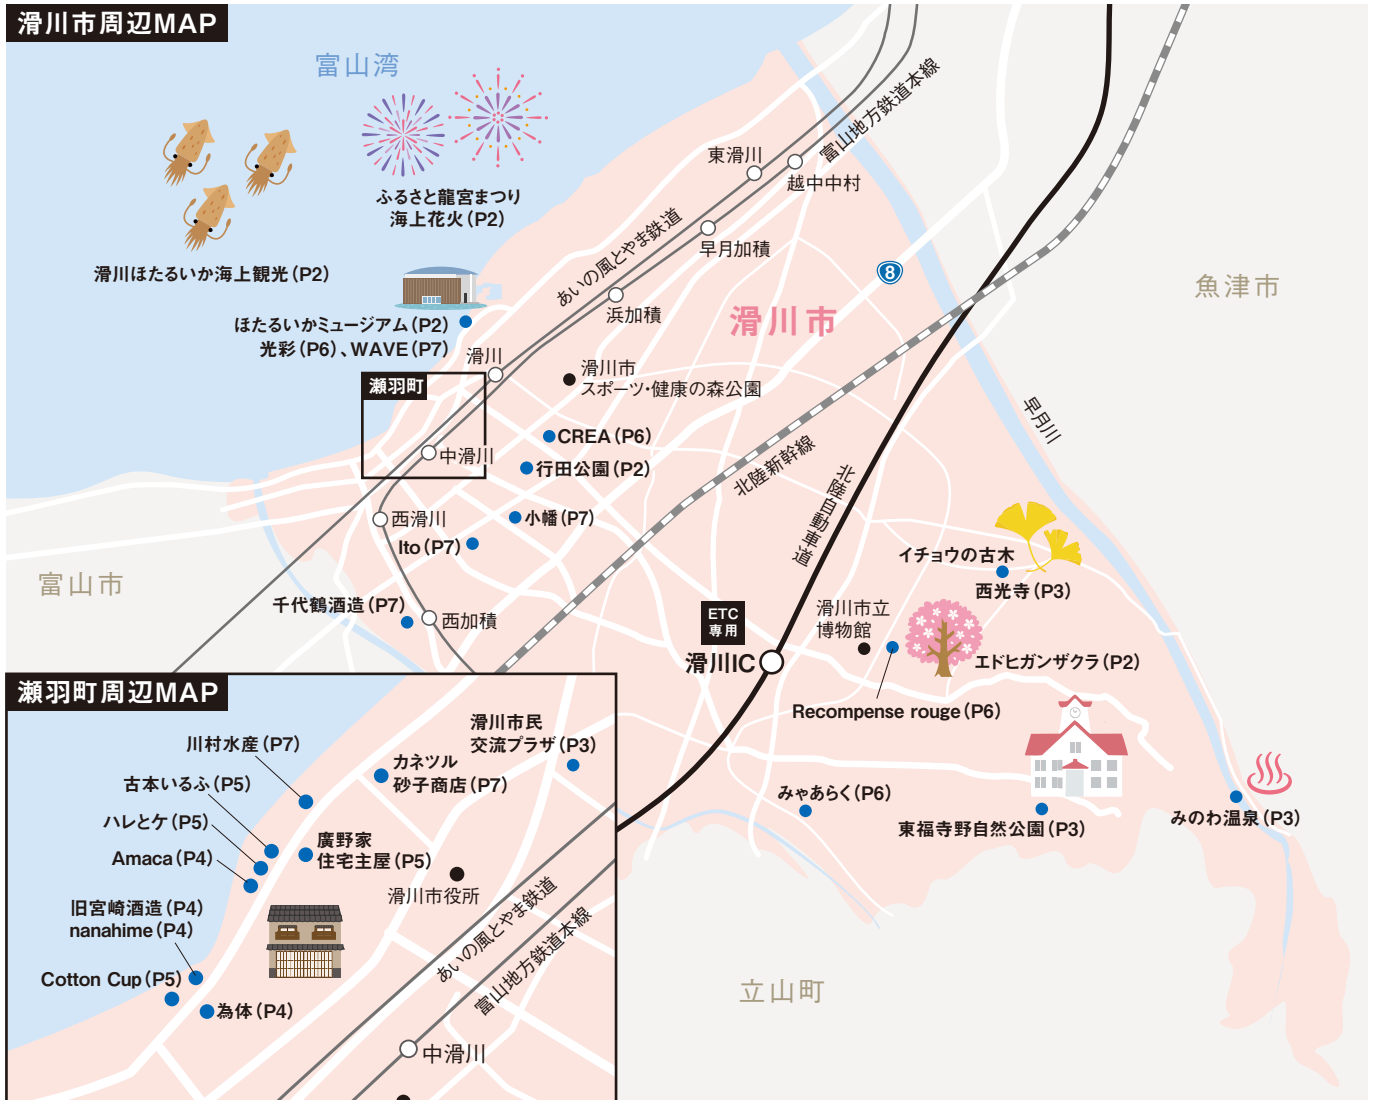 滑川市周辺MAP
富山湾
ふるさと龍宮まつり
海上花火(P2)
滑川ほたるいか海上観光(P2)
ほたるいかミュージアム(P2)
光彩(P6)、WAVE(P7)
東滑川
越中中村
富山地方鉄道本線
あいの風とやま鉄道
早月加積
浜加積
滑川市
8
魚津市
滑川
瀬羽町
滑川市
スポーツ・健康の森公園
中滑川
CREA(P6)
行田公園(P2)
小幡(P7)
西滑川
Ito(P7)
富山市
千代鶴酒造(P7)
西加積
北陸新幹線
北陸自動車道
早月川
イチョウの古木
西光寺(P3)
ETC
専用
滑川IC
滑川市立
博物館
エドヒガンザクラ(P2)
Recompense rouge(P6)
みゃあらく(P6)
東福寺野自然公園(P3)
みのわ温泉(P3)
立山町
瀬羽町周辺MAP
滑川市民
交流プラザ(P3)
川村水産(P7)
カネツル
砂子商店(P7)
古本いるふ(P5)
ハレとケ(P5)
Amaca(P4)
廣野家
住宅主屋(P5)
滑川市役所
旧宮崎酒造(P4)
nanahime(P4)
Cotton Cup(P5)
為体(P4)
あいの風とやま鉄道
富山地方鉄道本線
中滑川